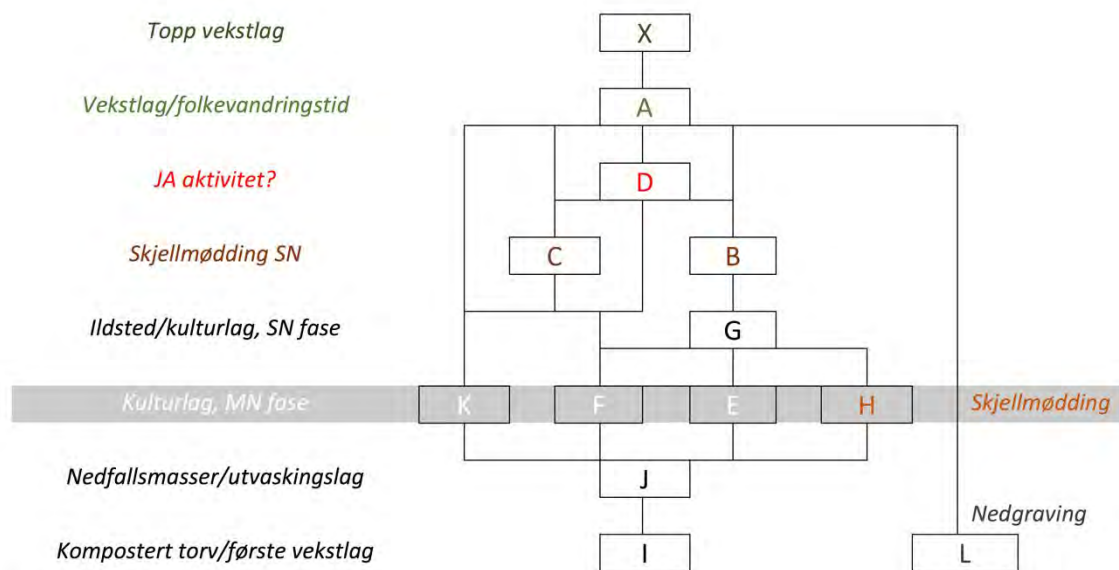 Topp vekstlag
X
Vekstlag/folkevandringstid
A
JA aktivitet?
D
Skjellmødding SN
C
B
Ildsted/kulturlag, SN fase
G
Kulturlag, MN fase
K
F
E
H
Skjellmødding
Nedfallsmasser/utvaskingslag
J
Nedgraving
Kompostert torv/første vekstlag
I
L